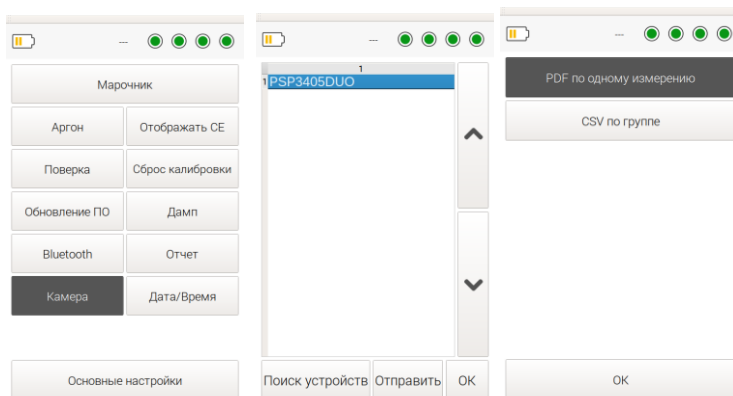 ---
Марочник
Аргон
Отображать CE
Поверка
Сброс калибровки
Обновление ПО
Дамп
Bluetooth
Отчет
Камера
Дата/Время
Основные настройки
---
1
1 PSP3405DUO
Поиск устройств
Отправить
OK
---
PDF по одному измерению
CSV по группе
OK